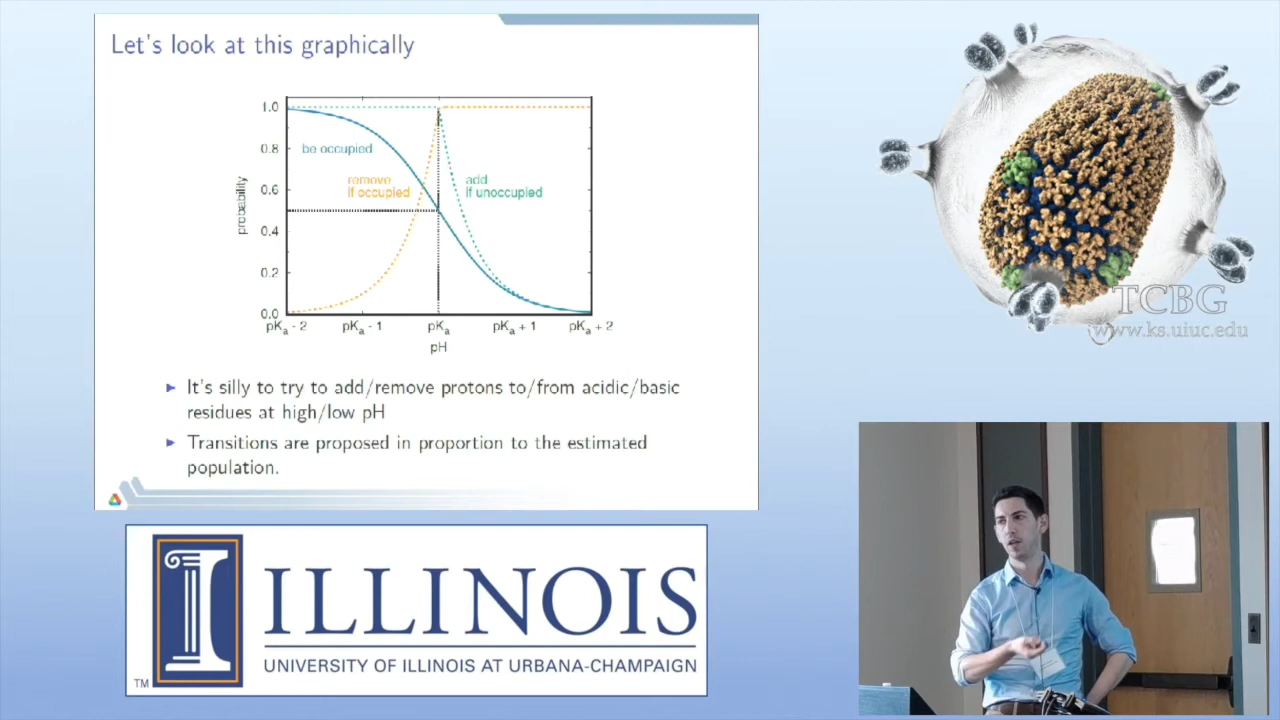 Let's look at this graphically
1.0
0.8
0.6
0.4
0.2
0.0
probability
be occupied
remove
if occupied
add
if unoccupied
pKa - 2
pKa - 1
pKa
pKa + 1
pKa + 2
pH
► It's silly to try to add/remove protons to/from acidic/basic
residues at high/low pH
► Transitions are proposed in proportion to the estimated
population.
TCBG
www.ks.uiuc.edu
I
ILLINOIS
UNIVERSITY OF ILLINOIS AT URBANA-CHAMPAIGN
TM